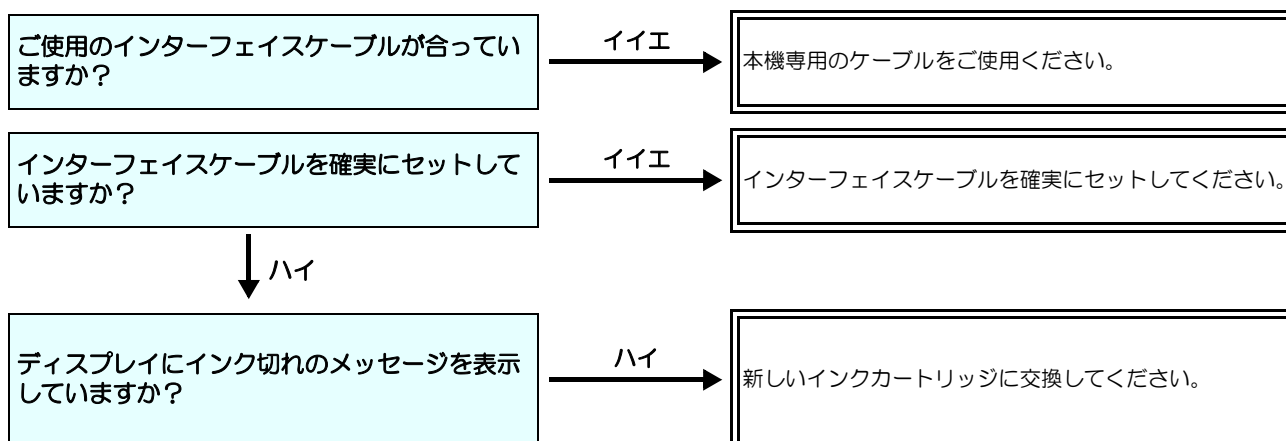 ご使用のインターフェイスケーブルが合ってい
ますか？
イイエ
本機専用のケーブルをご使用ください。
インターフェイスケーブルを確実にセットして
いますか？
イイエ
インターフェイスケーブルを確実にセットしてください。
ハイ
ディスプレイにインク切れのメッセージを表示
していますか？
ハイ
新しいインクカートリッジに交換してください。